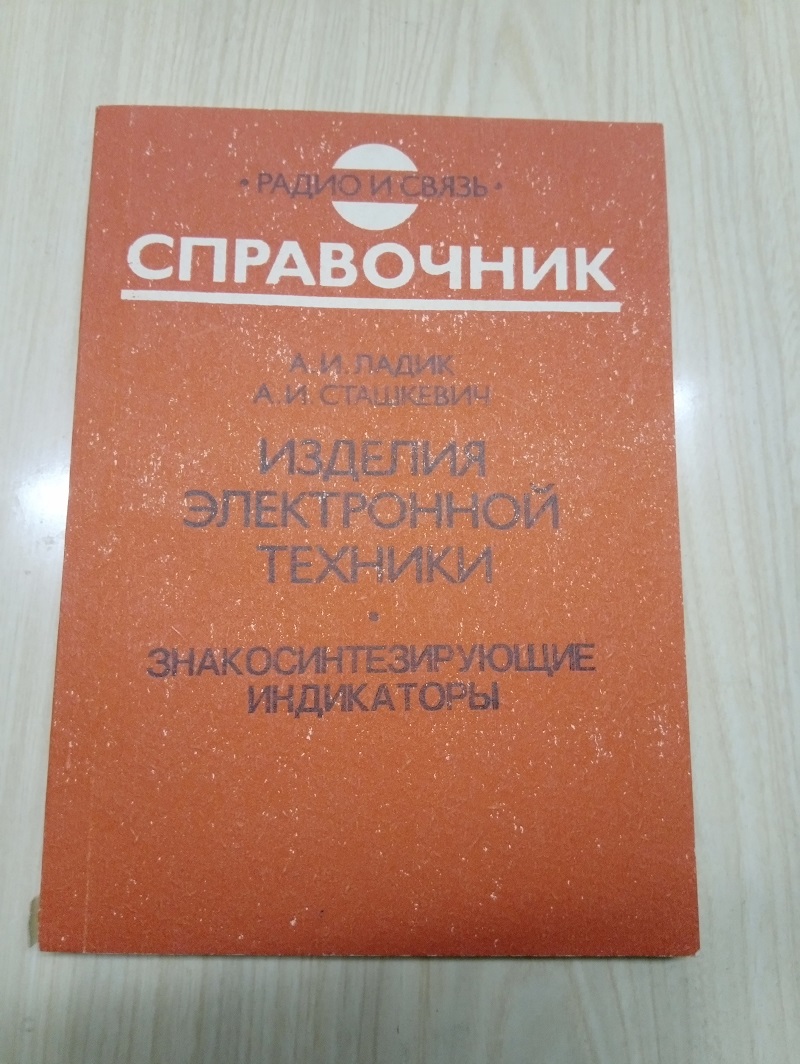 • РАДИО И СВЯЗЬ •
СПРАВОЧНИК
А. И. ЛАДИК
А. И. СТАШКЕВИЧ
ИЗДЕЛИЯ
ЭЛЕКТРОННОЙ
ТЕХНИКИ
▪
ЗНАКОСИНТЕЗИРУЮЩИЕ
ИНДИКАТОРЫ